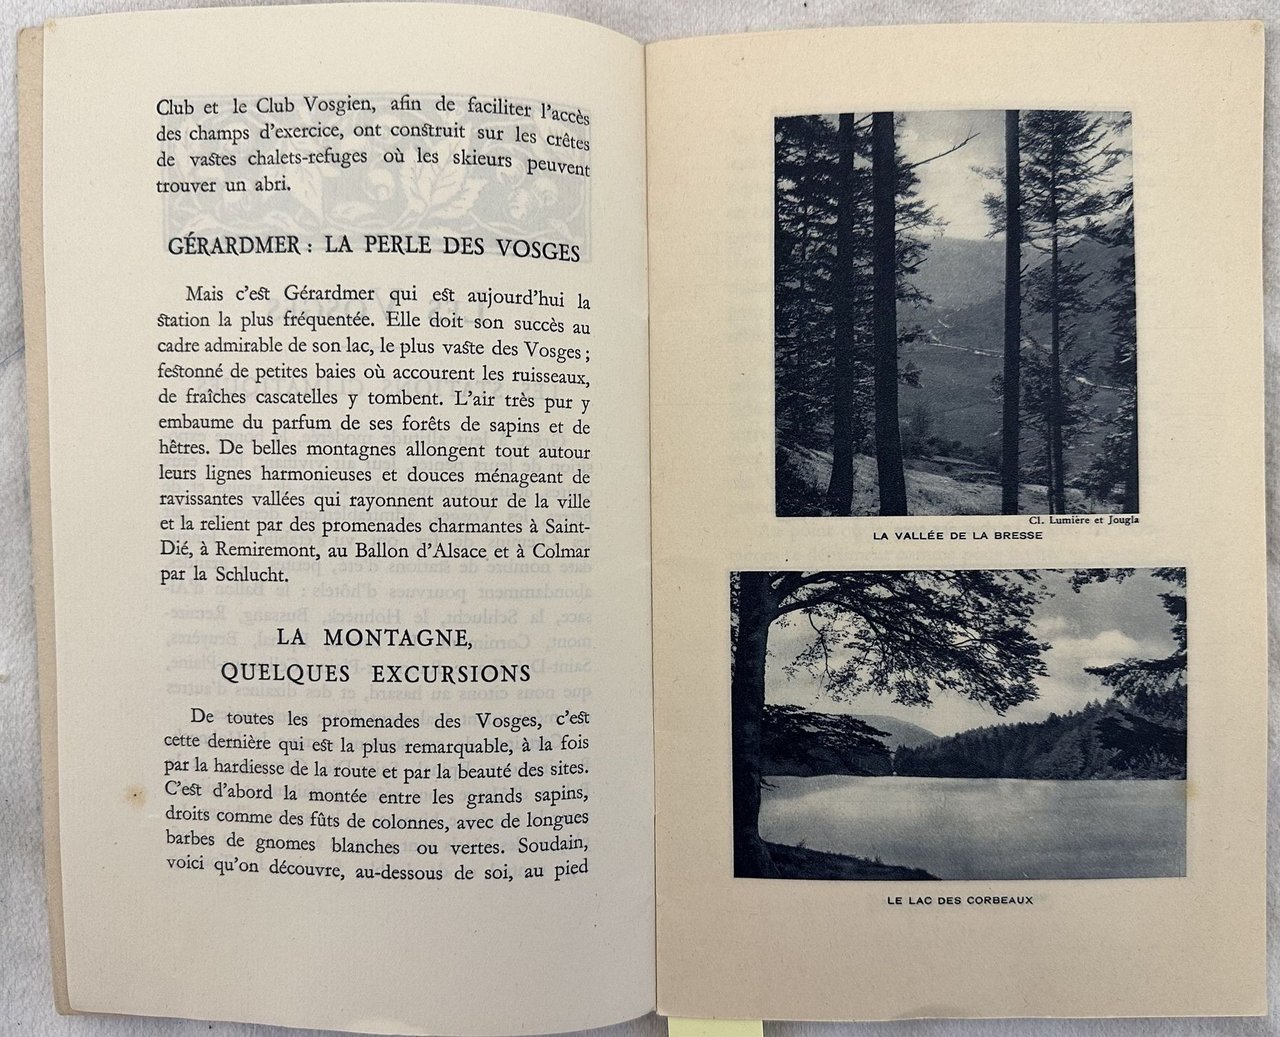 Club et le Club Vosgien, afin de faciliter l'accès
des champs d'exercice, ont construit sur les crêtes
de vastes chalets-refuges où les skieurs peuvent
trouver un abri.
GÉRARDMER : LA PERLE DES VOSGES
Mais c'est Gérardmer qui est aujourd'hui la
station la plus fréquentée. Elle doit son succès au
cadre admirable de son lac, le plus vaste des Vosges ;
festonné de petites baies où accourent les ruisseaux,
de fraîches cascatelles y tombent. L'air très pur y
embaume du parfum de ses forêts de sapins et de
hêtres. De belles montagnes allongent tout autour
leurs lignes harmonieuses et douces ménageant de
ravissantes vallées qui rayonnent autour de la ville
et la relient par des promenades charmantes à Saint-
Dié, à Remiremont, au Ballon d'Alsace et à Colmar
par la Schlucht.
LA MONTAGNE,
QUELQUES EXCURSIONS
De toutes les promenades des Vosges, c'est
cette dernière qui est la plus remarquable, à la fois
par la hardiesse de la route et par la beauté des sites.
C'est d'abord la montée entre les grands sapins,
droits comme des fûts de colonnes, avec de longues
barbes de gnomes blanches ou vertes. Soudain,
voici qu'on découvre, au-dessous de soi, au pied
Cl. Lumière et Jougla
LA VALLÉE DE LA BRESSE
LE LAC DES CORBEAUX